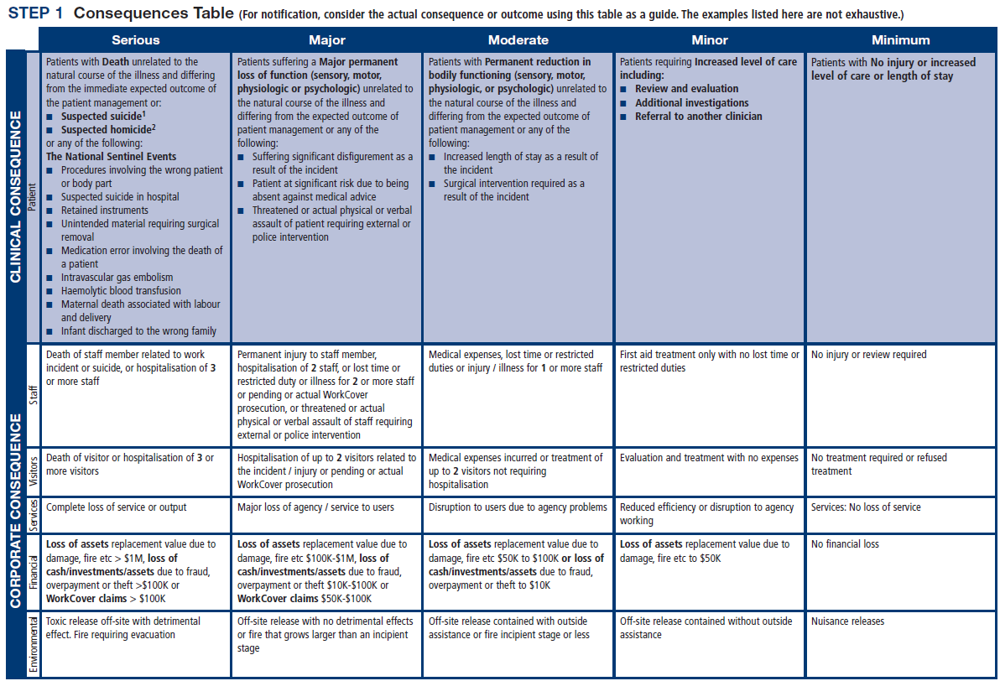 STEP 1 Consequences Table (For notification, consider the actual consequence or outcome using this table as a guide. The examples listed here are not exhaustive.)
Serious
Major
Moderate
Minor
Minimum
CLINICAL CONSEQUENCE
Patient
Patients with Death unrelated to the
natural course of the illness and differing
from the immediate expected outcome of
the patient management or:
■ Suspected suicide1
■ Suspected homicide2
or any of the following:
The National Sentinel Events
■ Procedures involving the wrong patient
or body part
■ Suspected suicide in hospital
■ Retained instruments
■ Unintended material requiring surgical
removal
■ Medication error involving the death of
a patient
■ Intravascular gas embolism
■ Haemolytic blood transfusion
■ Maternal death associated with labour
and delivery
■ Infant discharged to the wrong family
Patients suffering a Major permanent
loss of function (sensory, motor,
physiologic or psychologic) unrelated to
the natural course of the illness and
differing from the expected outcome of
patient management or any of the
following:
■ Suffering significant disfigurement as a
result of the incident
■ Patient at significant risk due to being
absent against medical advice
■ Threatened or actual physical or verbal
assault of patient requiring external or
police intervention
Patients with Permanent reduction in
bodily functioning (sensory, motor,
physiologic, or psychologic) unrelated to
the natural course of the illness and
differing from the expected outcome of
patient management or any of the
following:
■ Increased length of stay as a result of
the incident
■ Surgical intervention required as a
result of the incident
Patients requiring Increased level of care
including:
■ Review and evaluation
■ Additional investigations
■ Referral to another clinician
Patients with No injury or increased
level of care or length of stay
CORPORATE CONSEQUENCE
Staff
Death of staff member related to work
incident or suicide, or hospitalisation of 3
or more staff
Permanent injury to staff member,
hospitalisation of 2 staff, or lost time or
restricted duty or illness for 2 or more staff
or pending or actual WorkCover
prosecution, or threatened or actual
physical or verbal assault of staff requiring
external or police intervention
Medical expenses, lost time or restricted
duties or injury / illness for 1 or more staff
First aid treatment only with no lost time or
restricted duties
No injury or review required
Visitors
Death of visitor or hospitalisation of 3 or
more visitors
Hospitalisation of up to 2 visitors related to
the incident / injury or pending or actual
WorkCover prosecution
Medical expenses incurred or treatment of
up to 2 visitors not requiring
hospitalisation
Evaluation and treatment with no expenses
No treatment required or refused
treatment
Services
Complete loss of service or output
Major loss of agency / service to users
Disruption to users due to agency problems
Reduced efficiency or disruption to agency
working
Services: No loss of service
Financial
Loss of assets replacement value due to
damage, fire etc > $1M, loss of
cash/investments/assets due to fraud,
overpayment or theft >$100K or
WorkCover claims > $100K
Loss of assets replacement value due to
damage, fire etc $100K-$1M, loss of
cash/investments/assets due to fraud,
overpayment or theft $10K-$100K or
WorkCover claims $50K-$100K
Loss of assets replacement value due to
damage, fire etc $50K to $100K or loss of
cash/investments/assets due to fraud,
overpayment or theft to $10K
Loss of assets replacement value due to
damage, fire etc to $50K
No financial loss
Environmental
Toxic release off-site with detrimental
effect. Fire requiring evacuation
Off-site release with no detrimental effects
or fire that grows larger than an incipient
stage
Off-site release contained with outside
assistance or fire incipient stage or less
Off-site release contained without outside
assistance
Nuisance releases